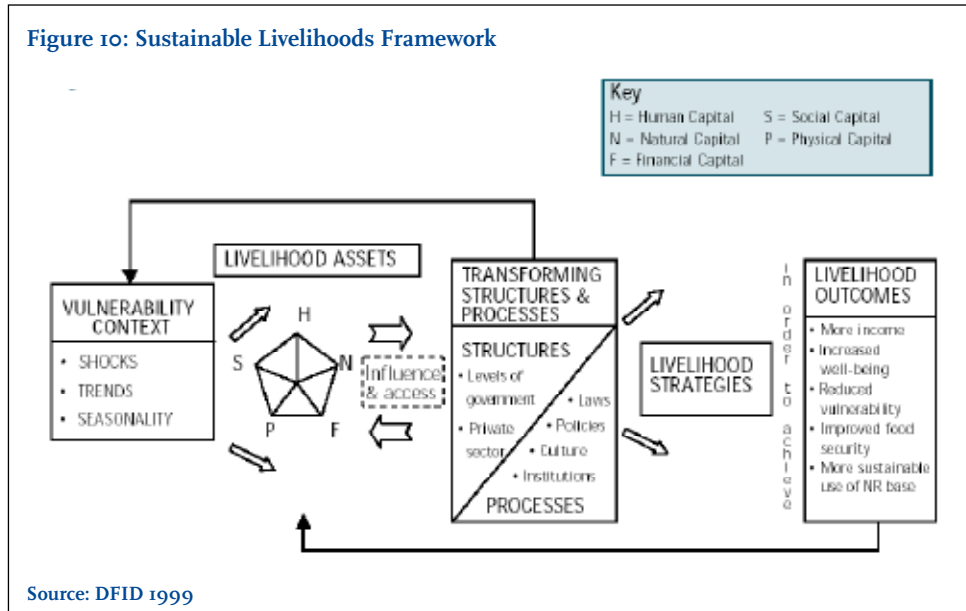 Figure 10: Sustainable Livelihoods Framework
Key
H = Human Capital S = Social Capital
N = Natural Capital P = Physical Capital
F = Financial Capital
LIVELIHOOD ASSETS
VULNERABILITY
CONTEXT
• SHOCKS
• TRENDS
• SEASONALITY
H
S
N
P
F
Influence
& access
TRANSFORMING
STRUCTURES &
PROCESSES
STRUCTURES
• Levels of
government
• Private
sector
• Laws
• Policies
• Culture
• Institutions
PROCESSES
LIVELIHOOD
STRATEGIES
in order to achieve
LIVELIHOOD
OUTCOMES
• More income
• Increased
well-being
• Reduced
vulnerability
• Improved food
security
• More sustainable
use of NR base
Source: DFID 1999